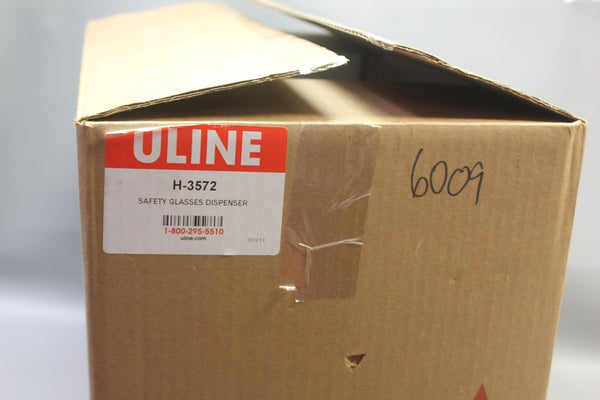 ULINE
H-3572
SAFETY GLASSES DISPENSER
1-800-295-5510
uline.com
01211
6009